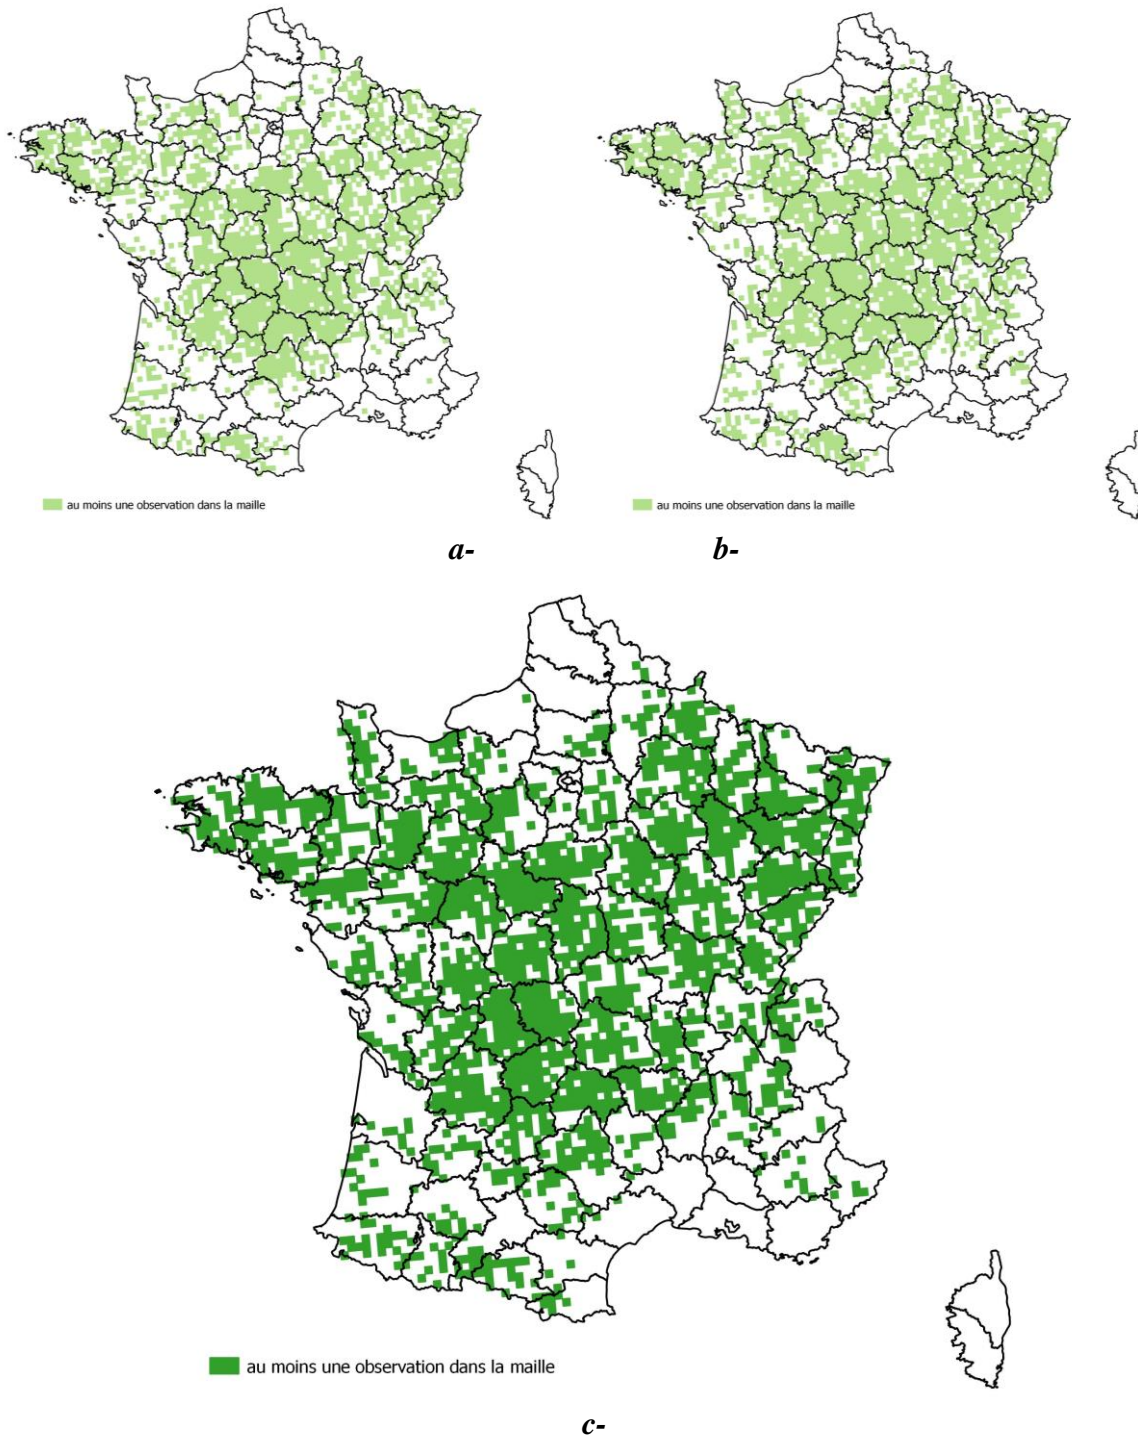 au moins une observation dans la maille
au moins une observation dans la maille
a-
b-
au moins une observation dans la maille
c-